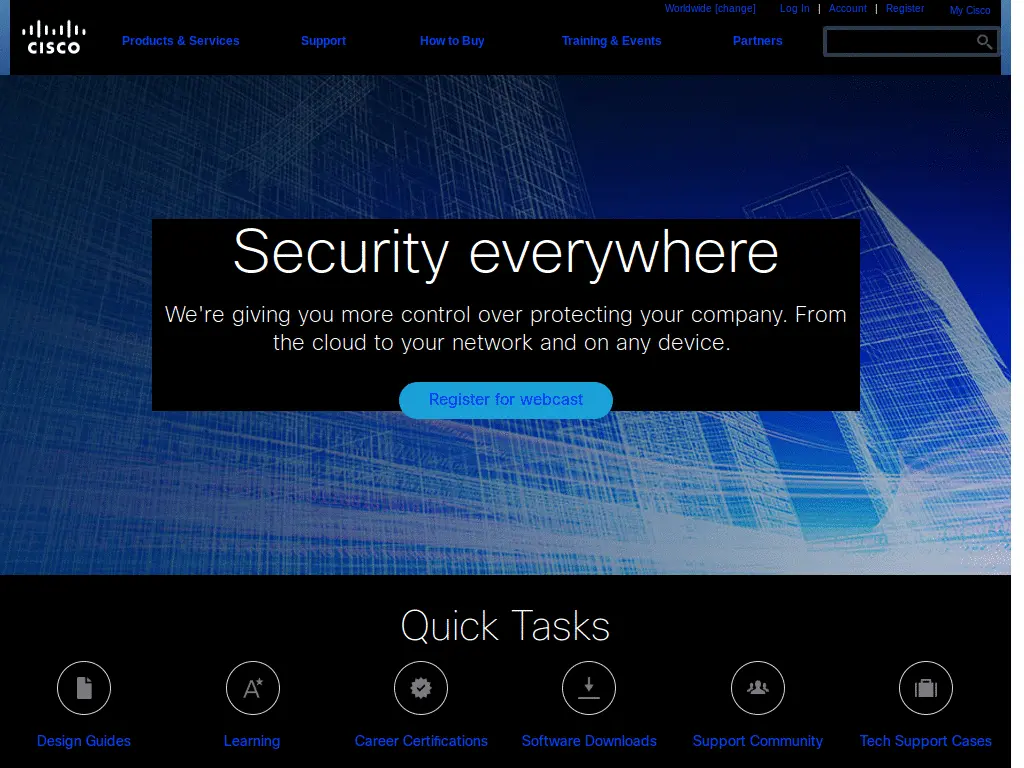 Worldwide [change] Log In | Account | Register My Cisco
CISCO
Products & Services Support How to Buy Training & Events Partners
Security everywhere
We're giving you more control over protecting your company. From
the cloud to your network and on any device.
Register for webcast
Quick Tasks
Design Guides Learning Career Certifications Software Downloads Support Community Tech Support Cases